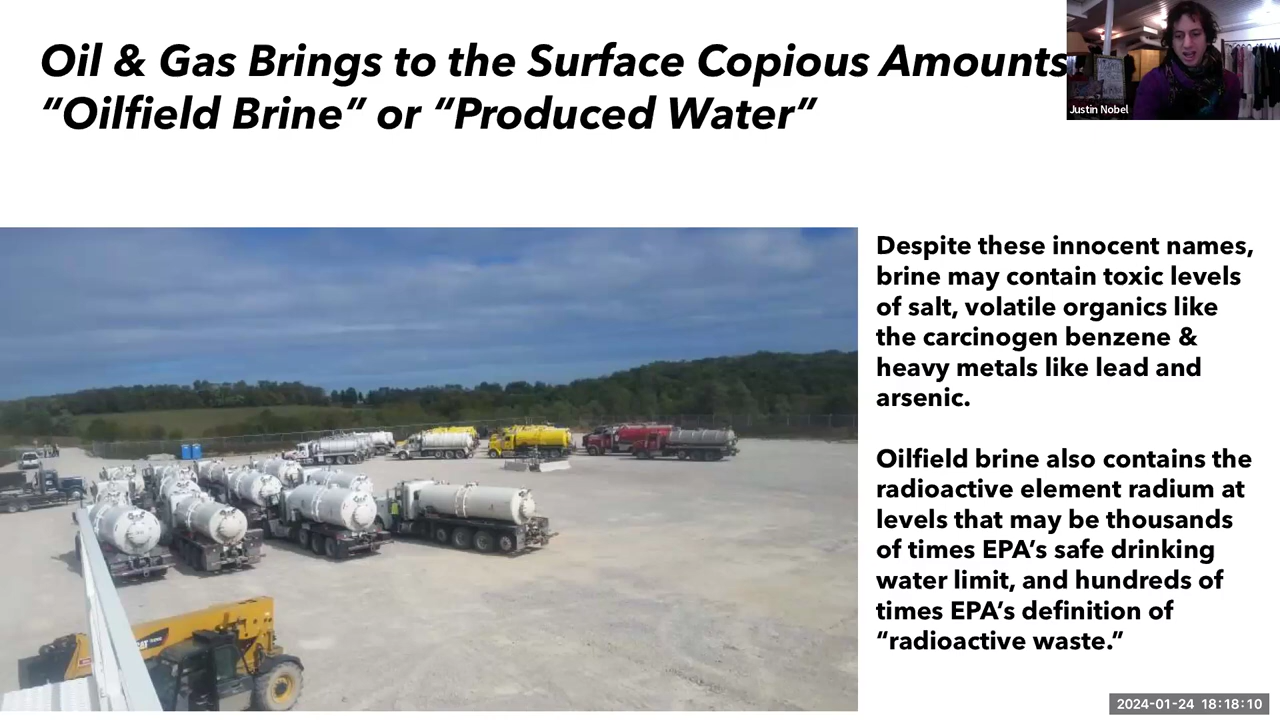 Oil & Gas Brings to the Surface Copious Amounts
“Oilfield Brine” or “Produced Water”
Justin Nobel
Despite these innocent names,
brine may contain toxic levels
of salt, volatile organics like
the carcinogen benzene &
heavy metals like lead and
arsenic.
Oilfield brine also contains the
radioactive element radium at
levels that may be thousands
of times EPA’s safe drinking
water limit, and hundreds of
times EPA’s definition of
“radioactive waste.”
2024-01-24 18:18:10